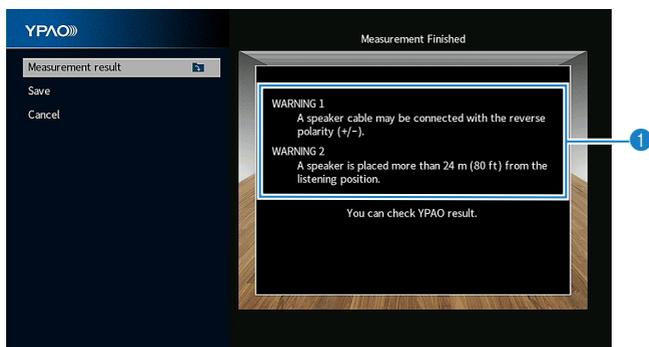 YPAO
Measurement Finished
Measurement result
Save
Cancel
WARNING 1
A speaker cable may be connected with the reverse
polarity (+/-).
WARNING 2
A speaker is placed more than 24 m (80 ft) from the
listening position.
You can check YPAO result.
1